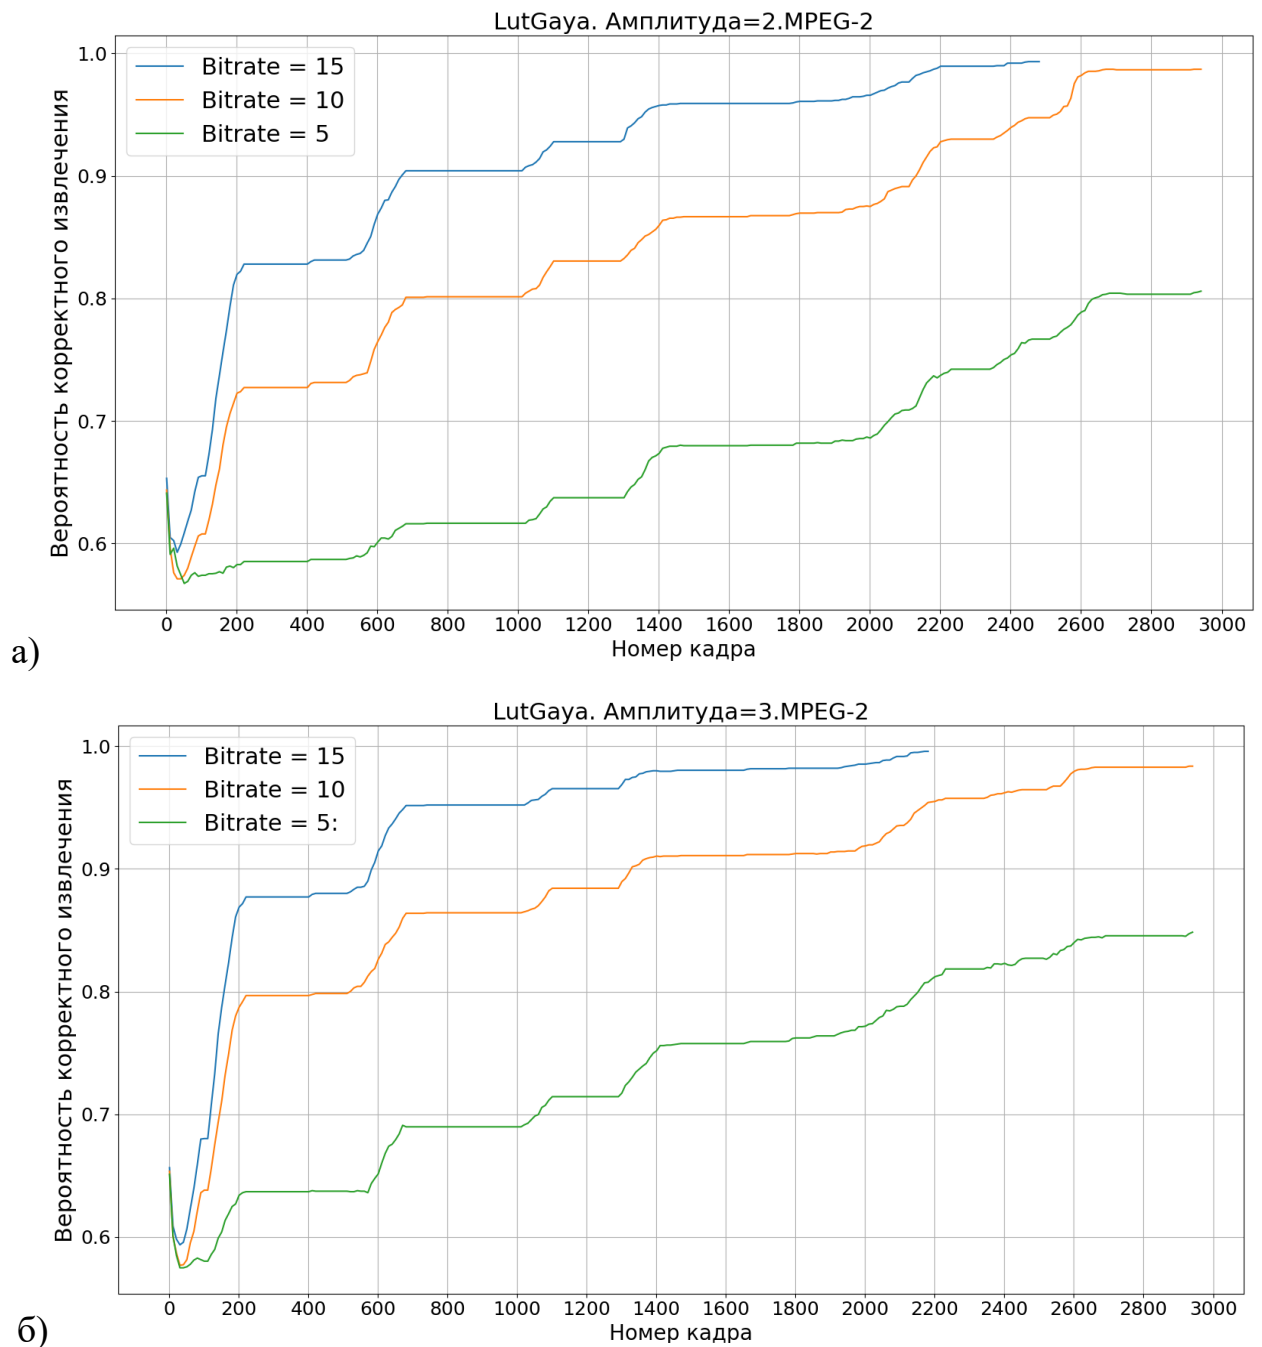 LutGaya. Амплитуда=2.MPEG-2
Bitrate = 15
Bitrate = 10
Bitrate = 5
Вероятность корректного извлечения
1.0
0.9
0.8
0.7
0.6
0 200 400 600 800 1000 1200 1400 1600 1800 2000 2200 2400 2600 2800 3000
Номер кадра
а)
LutGaya. Амплитуда=3.MPEG-2
Bitrate = 15
Bitrate = 10
Bitrate = 5:
Вероятность корректного извлечения
1.0
0.9
0.8
0.7
0.6
0 200 400 600 800 1000 1200 1400 1600 1800 2000 2200 2400 2600 2800 3000
Номер кадра
б)